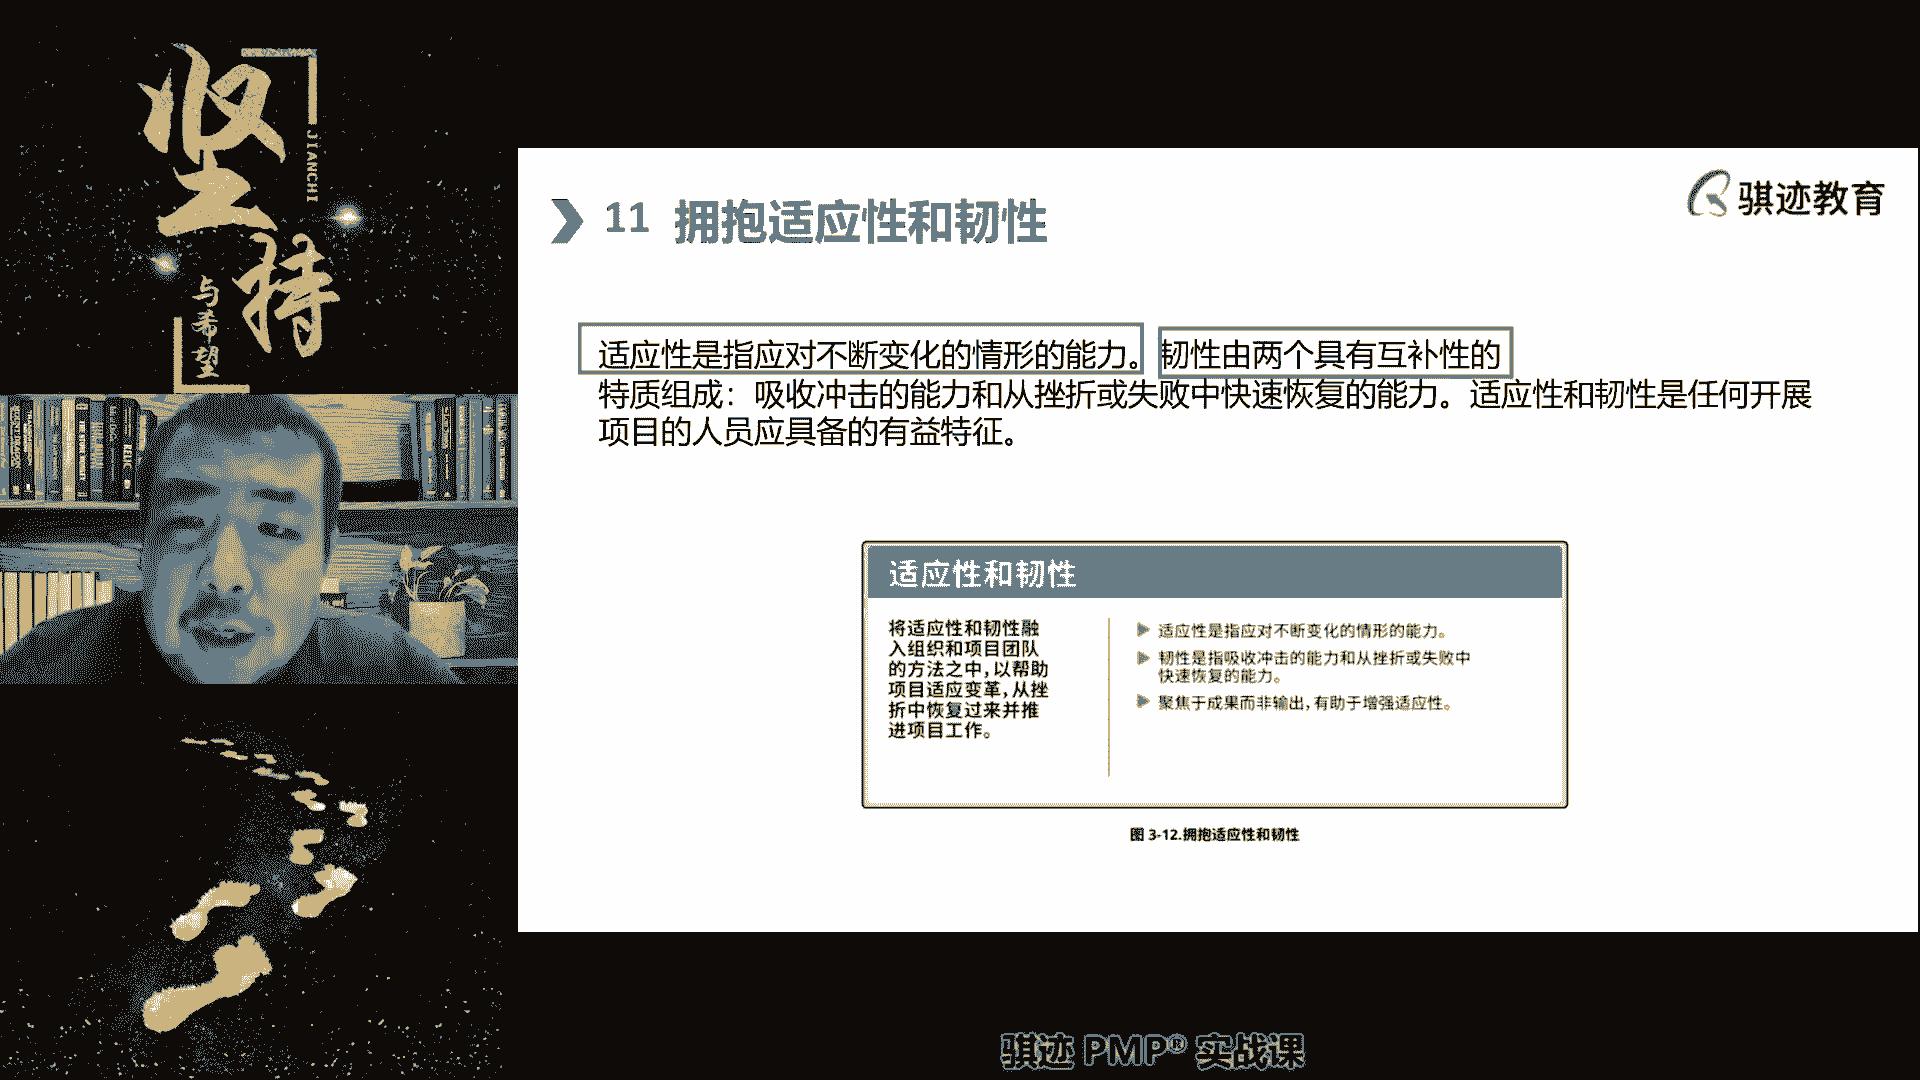 坚
持
JIANCHI
与希望
骐迹教育
11 拥抱适应性和韧性
适应性是指应对不断变化的情形的能力。韧性由两个具有互补性的
特质组成：吸收冲击的能力和从挫折或失败中快速恢复的能力。适应性和韧性是任何开展
项目的人员应具备的有益特征。
适应性和韧性
将适应性和韧性融
入组织和项目团队
的方法之中，以帮助
项目适应变革，从挫
折中恢复过来并推
进项目工作。
适应性是指应对不断变化的情形的能力。
韧性是指吸收冲击的能力和从挫折或失败中
快速恢复的能力。
聚焦于成果而非输出，有助于增强适应性。
图 3-12.拥抱适应性和韧性
骐迹 PMP® 实战课